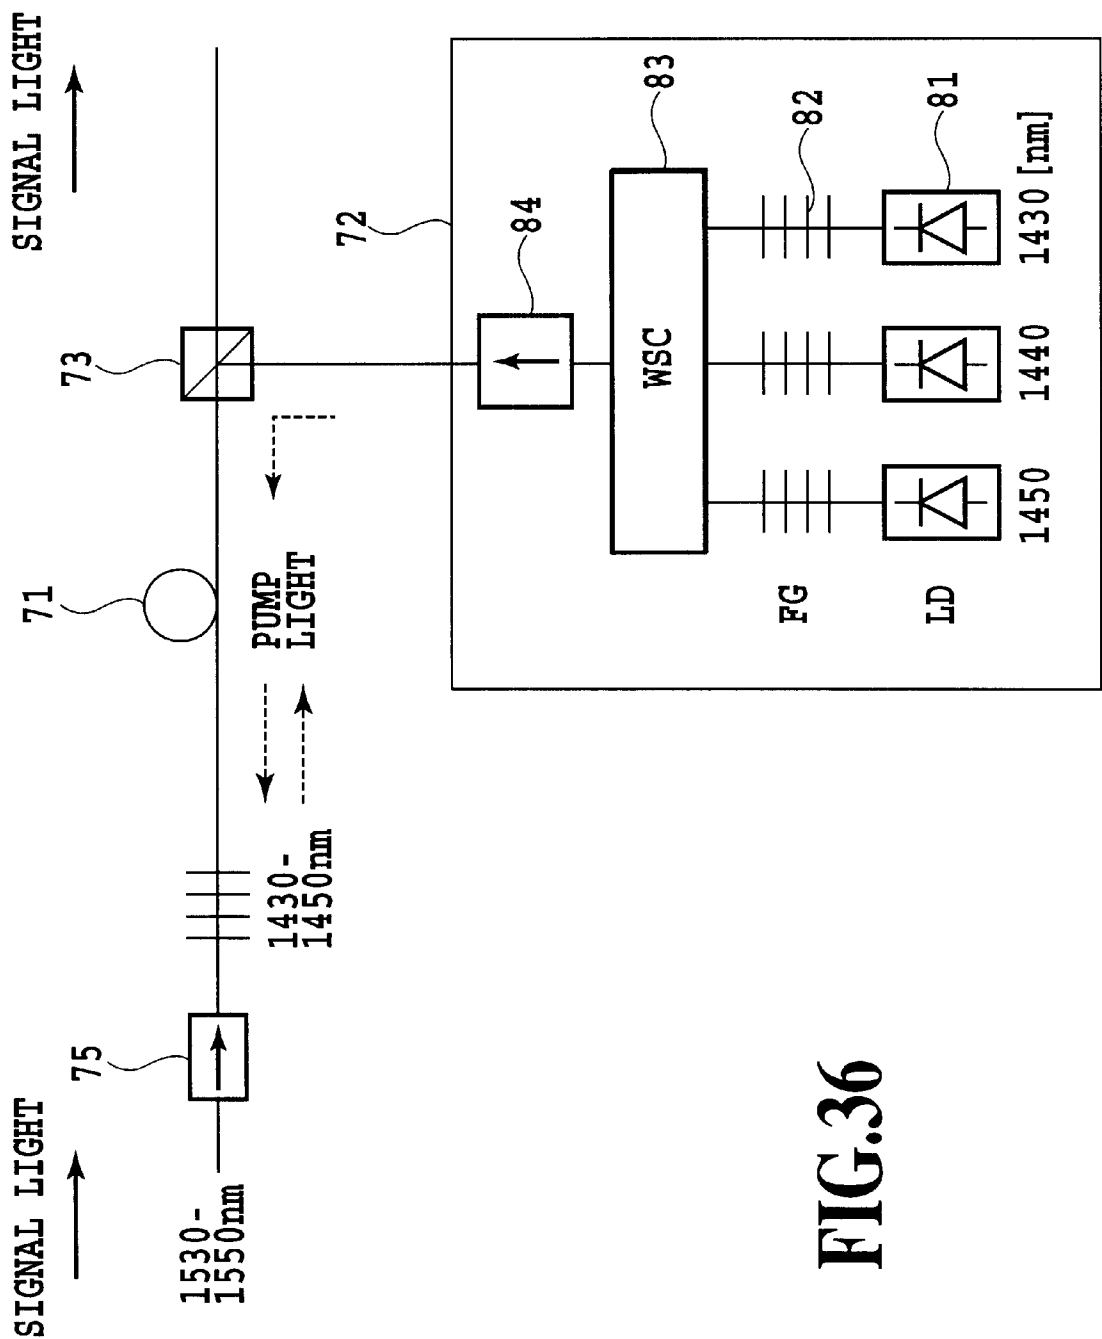 SIGNAL LIGHT
SIGNAL LIGHT
75
71
73
1530-
1550nm
1430-
1450nm
PUMP
LIGHT
72
84
WSC
83
FG
82
LD
81
1450
1440
1430 [nm]
FIG.36